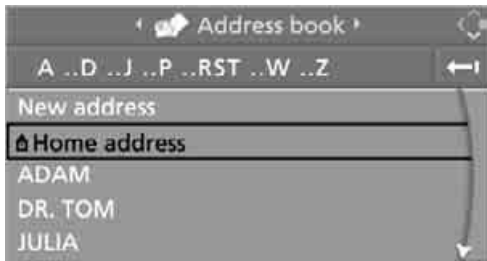 Address book
A ..D ..J ..P ..RST ..W ..Z
New address
Home address
ADAM
DR. TOM
JULIA